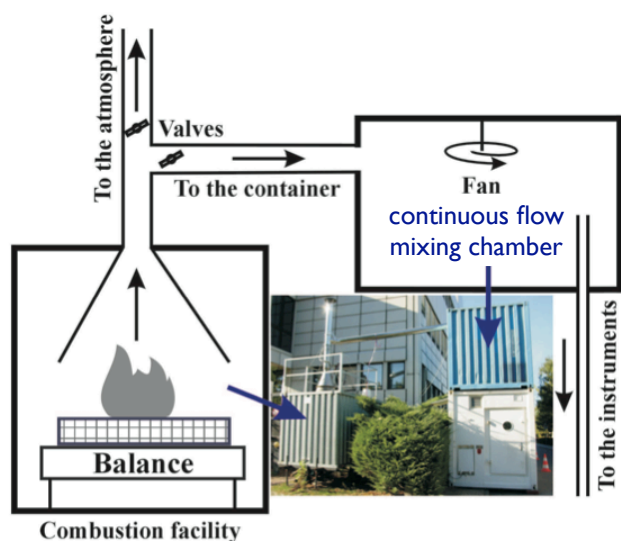 To the atmosphere
Valves
To the container
Fan
continuous flow
mixing chamber
To the instruments
Balance
Combustion facility